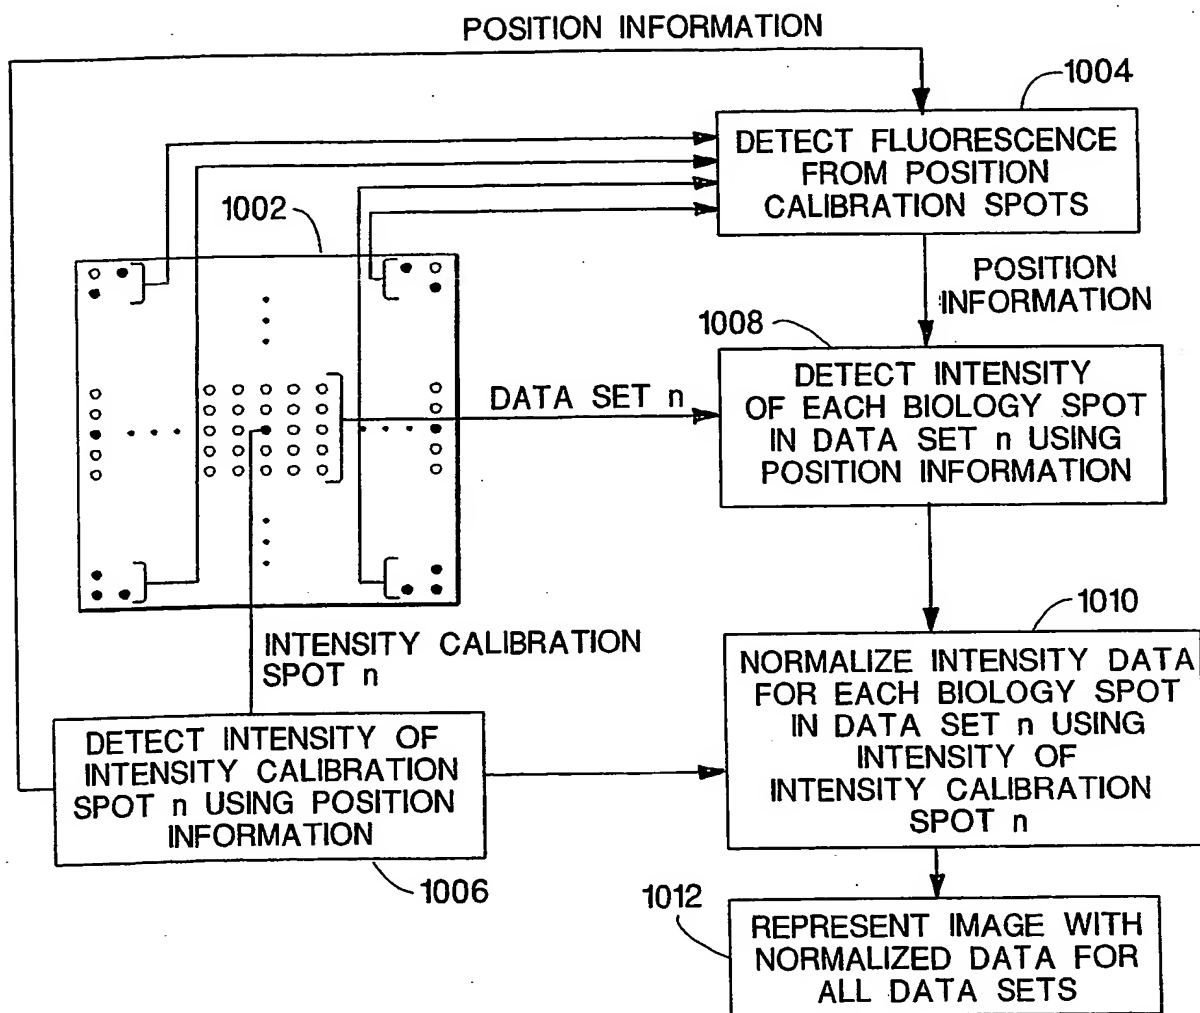 POSITION INFORMATION
1004
DETECT FLUORESCENCE
FROM POSITION
CALIBRATION SPOTS
1002
POSITION
INFORMATION
1008
DETECT INTENSITY
OF EACH BIOLOGY SPOT
IN DATA SET n USING
POSITION INFORMATION
DATA SET n
1010
INTENSITY CALIBRATION
SPOT n
NORMALIZE INTENSITY DATA
FOR EACH BIOLOGY SPOT
IN DATA SET n USING
INTENSITY OF
INTENSITY CALIBRATION
SPOT n
DETECT INTENSITY OF
INTENSITY CALIBRATION
SPOT n USING POSITION
INFORMATION
1006
1012
REPRESENT IMAGE WITH
NORMALIZED DATA FOR
ALL DATA SETS